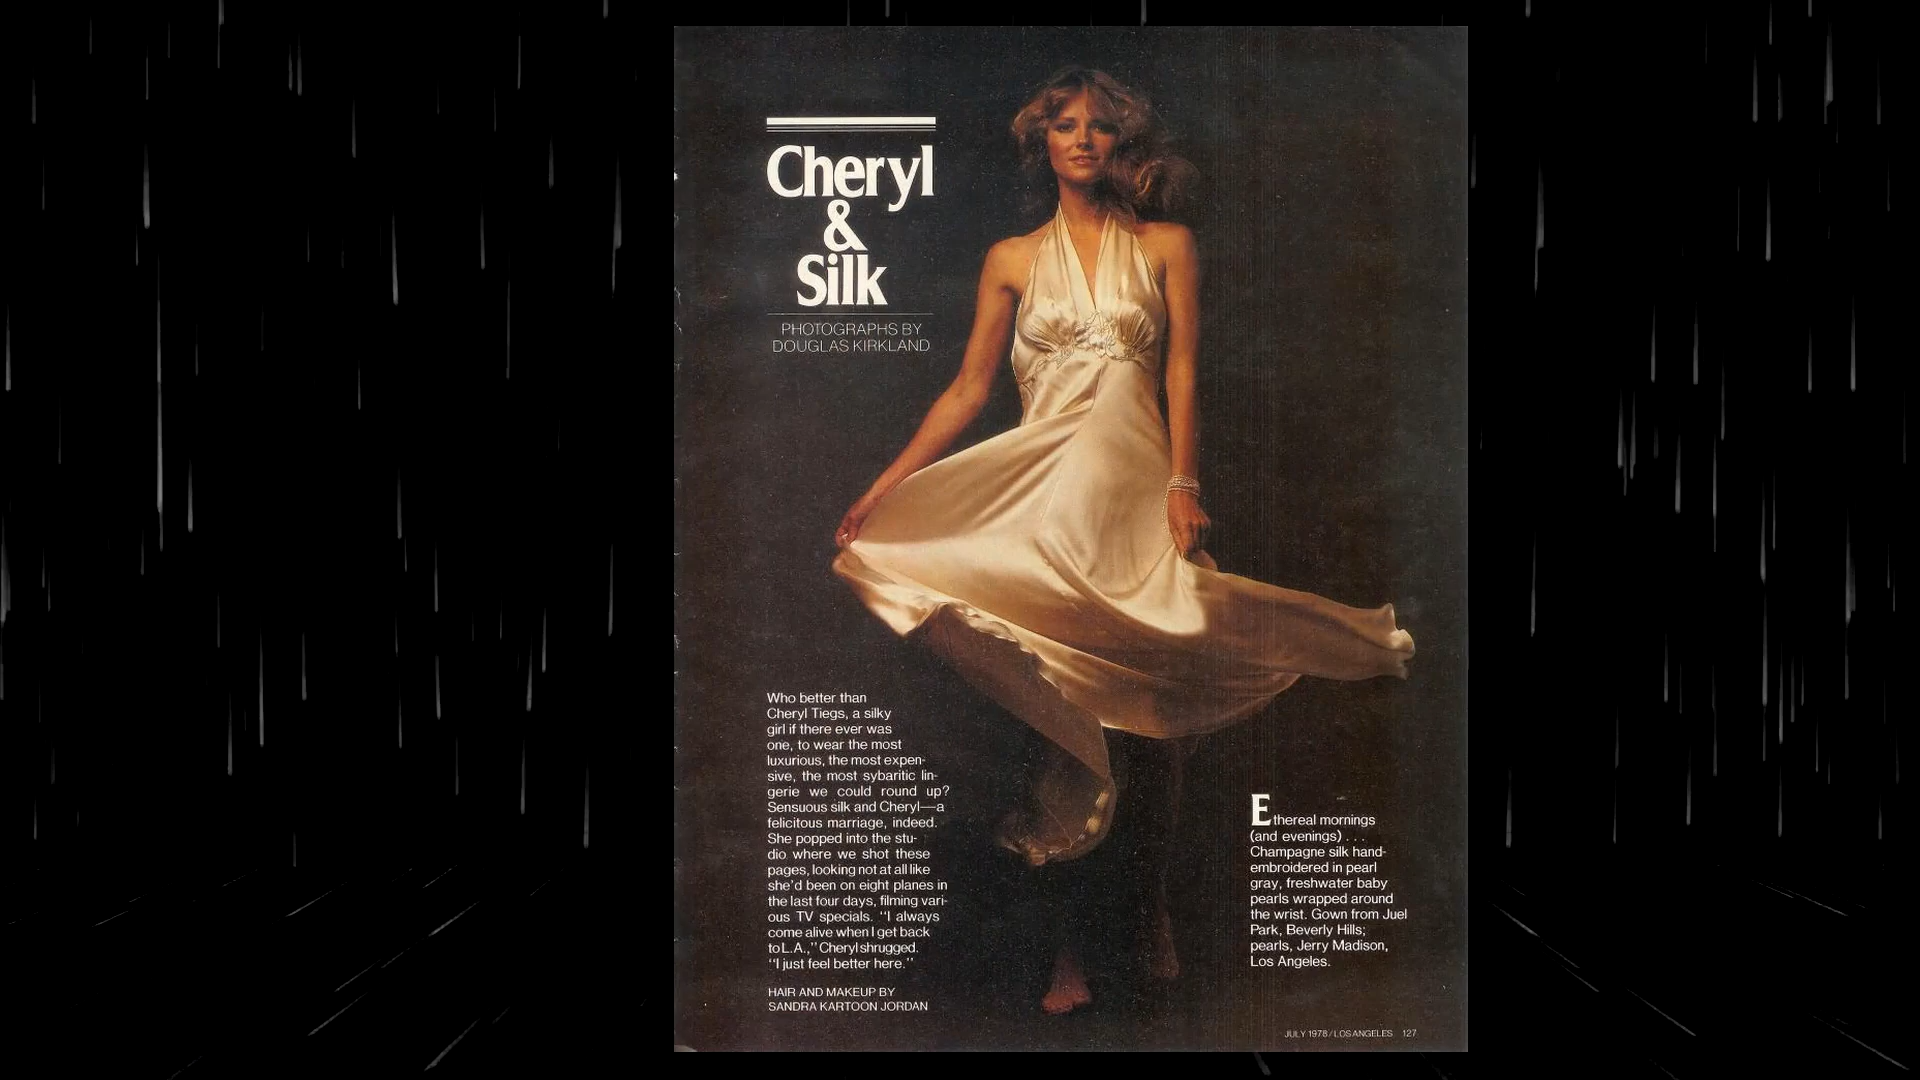 Cheryl
&
Silk
PHOTOGRAPHS BY
DOUGLAS KIRKLAND
Who better than
Cheryl Tiegs, a silky
girl if there ever was
one, to wear the most
luxurious, the most expen-
sive, the most sybaritic lin-
gerie we could round up?
Sensuous silk and Cheryl—a
felicitous marriage, indeed.
She popped into the stu-
dio where we shot these
pages, looking not at all like
she'd been on eight planes in
the last four days, filming vari-
ous TV specials. "I always
come alive when I get back
to L.A.," Cheryl shrugged.
"I just feel better here."
HAIR AND MAKEUP BY
SANDRA KARTOON JORDAN
Ethereal mornings
(and evenings) . . .
Champagne silk hand-
embroidered in pearl
gray, freshwater baby
pearls wrapped around
the wrist. Gown from Juel
Park, Beverly Hills;
pearls, Jerry Madison,
Los Angeles.
JULY 1978/LOS ANGELES 127